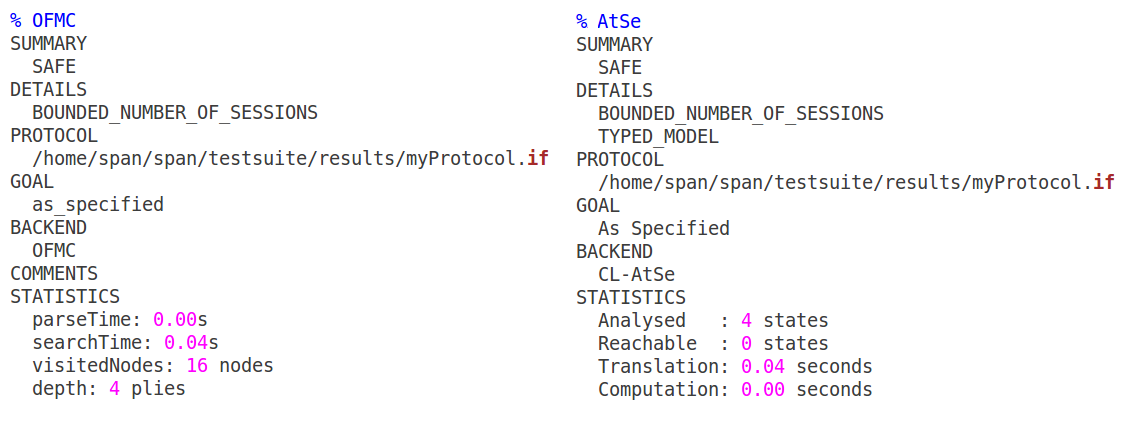 % OFMC
SUMMARY
  SAFE
DETAILS
  BOUNDED_NUMBER_OF_SESSIONS
PROTOCOL
  /home/span/span/testsuite/results/myProtocol.if
GOAL
  as_specified
BACKEND
  OFMC
COMMENTS
STATISTICS
  parseTime: 0.00s
  searchTime: 0.04s
  visitedNodes: 16 nodes
  depth: 4 plies
% AtSe
SUMMARY
  SAFE
DETAILS
  BOUNDED_NUMBER_OF_SESSIONS
  TYPED_MODEL
PROTOCOL
  /home/span/span/testsuite/results/myProtocol.if
GOAL
  As Specified
BACKEND
  CL-AtSe
STATISTICS
  Analysed   : 4 states
  Reachable  : 0 states
  Translation: 0.04 seconds
  Computation: 0.00 seconds